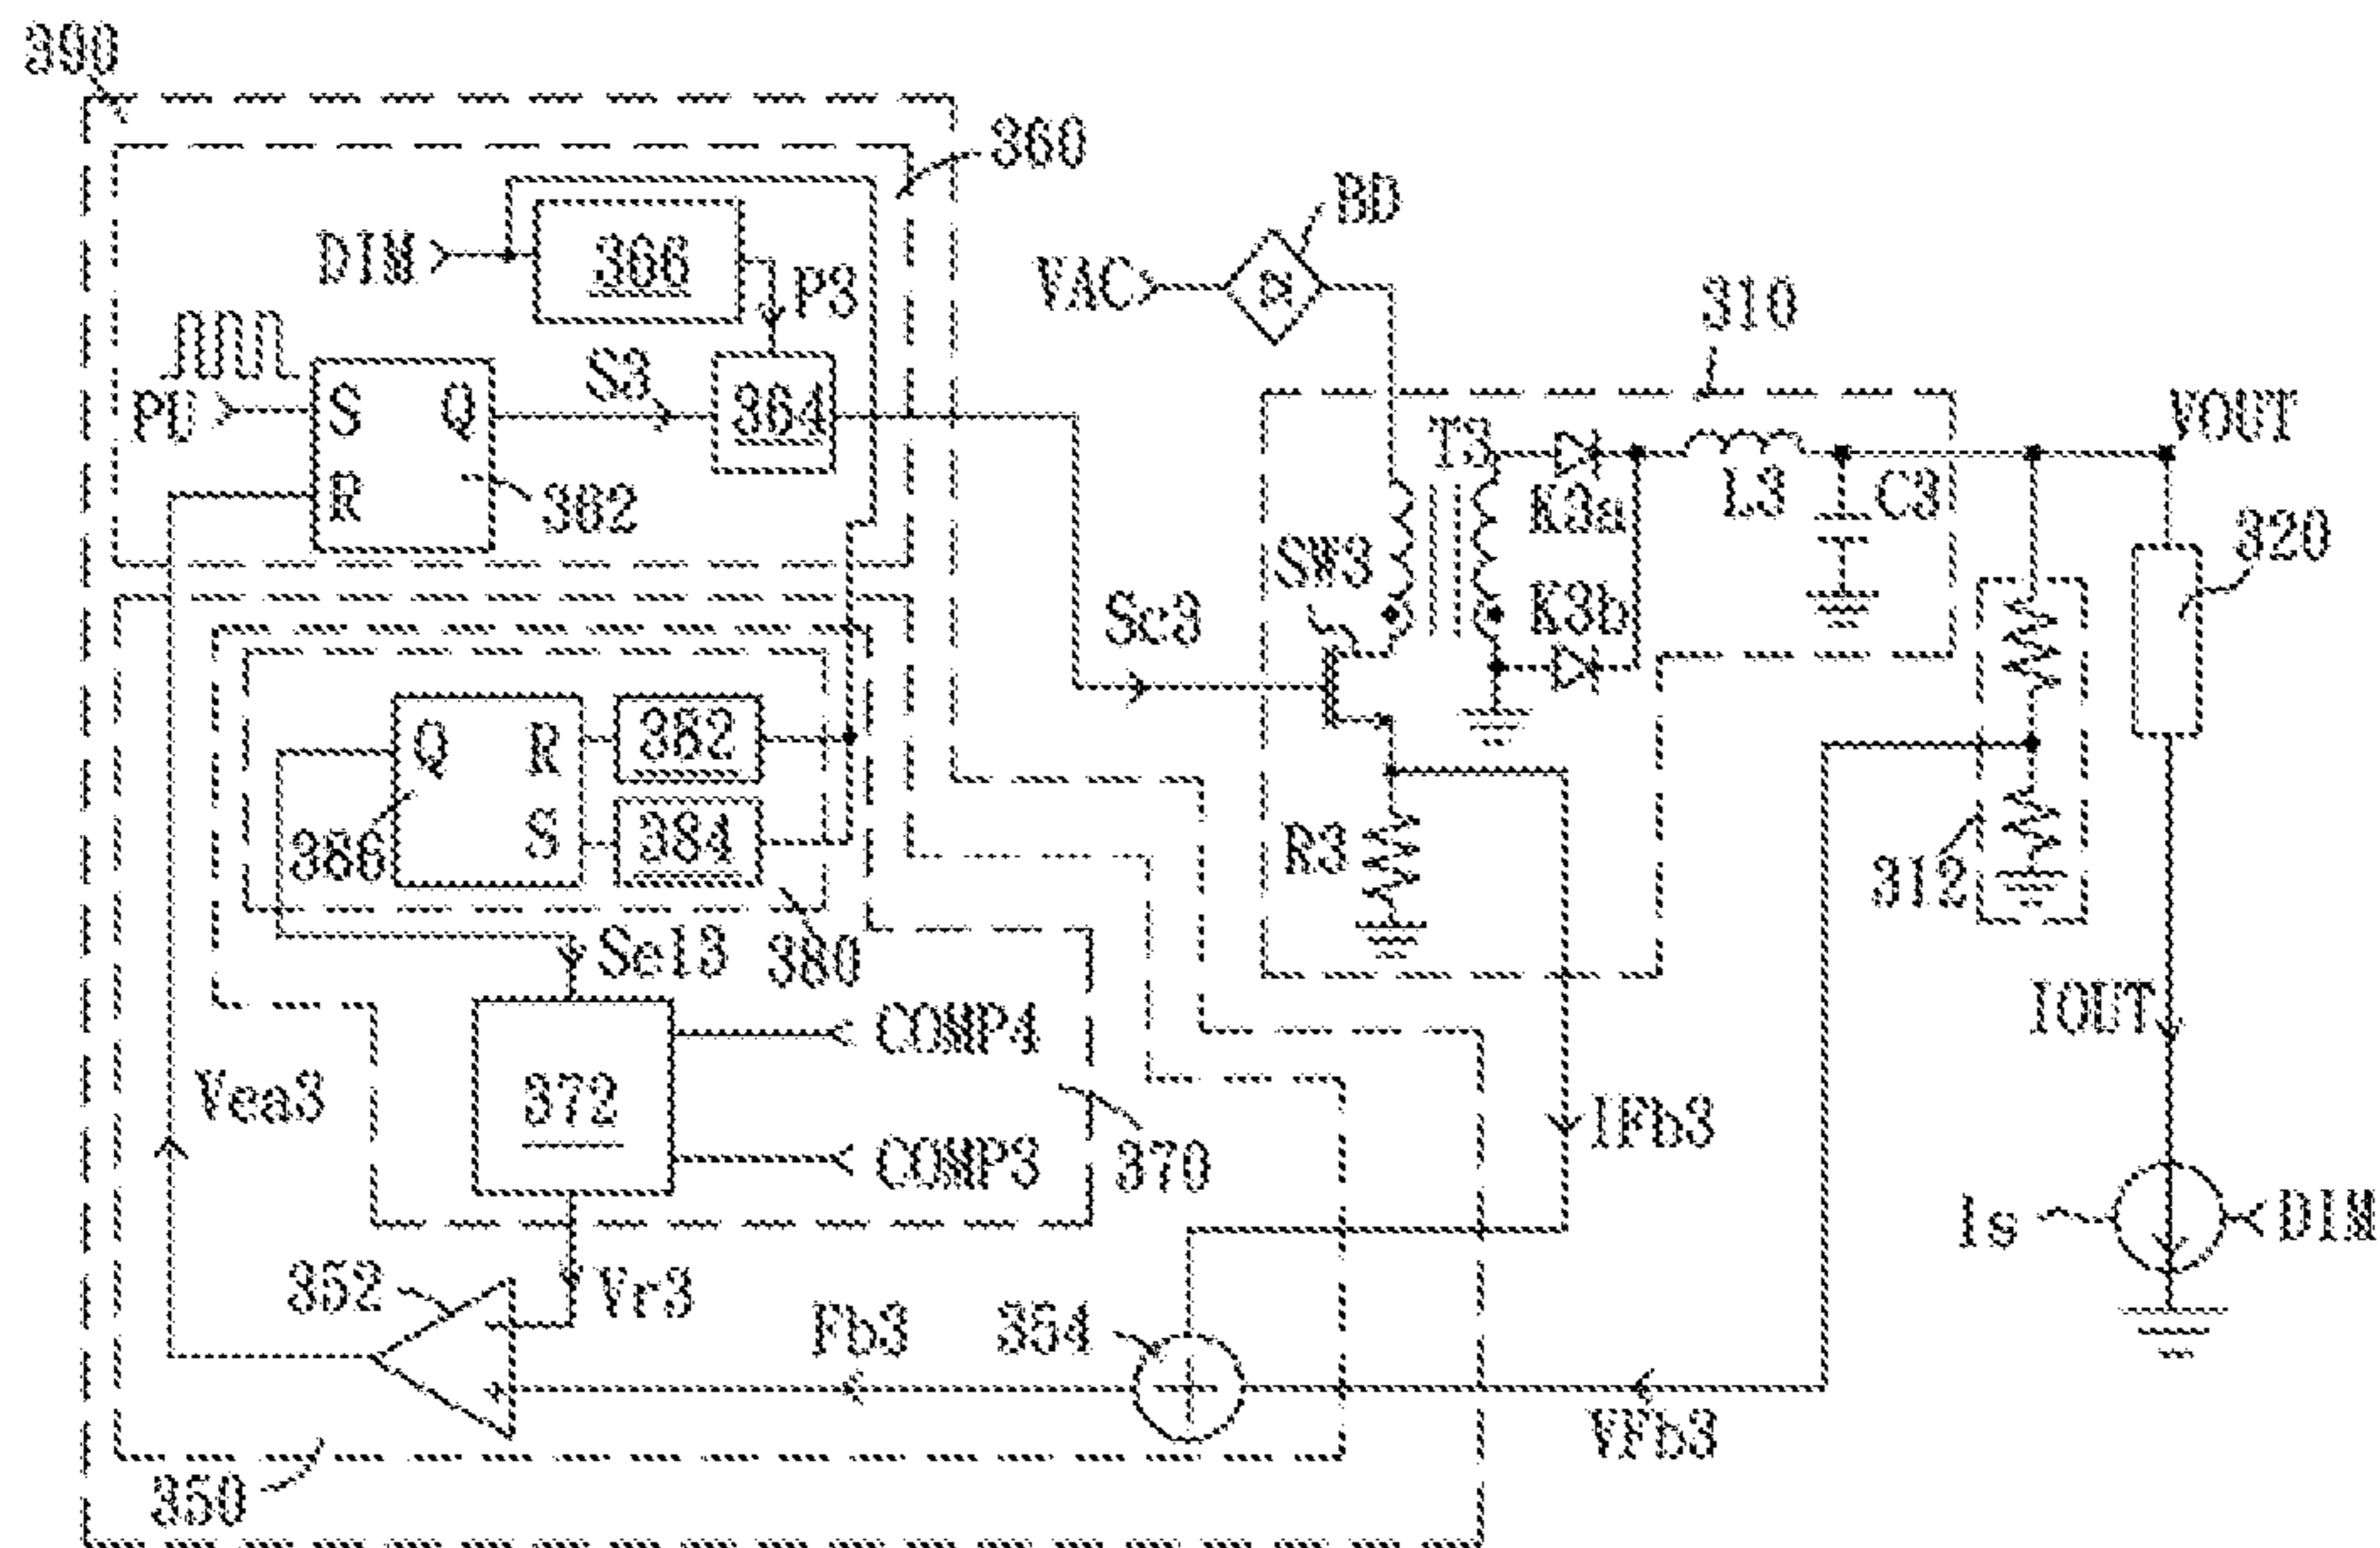 390
360
BD
DIM
366
P3
VAC
310
PU
S
Q
S3
364
R
362
T3
VOUT
K3a
L3
C3
SW3
320
Sc3
K3b
Q
R
382
386
S
384
R3
312
Sel3
380
COMP4
IOUT
Vea3
372
IFb3
COMP3
370
Is
DIM
352
Vr3
Fb3
354
VFb3
350